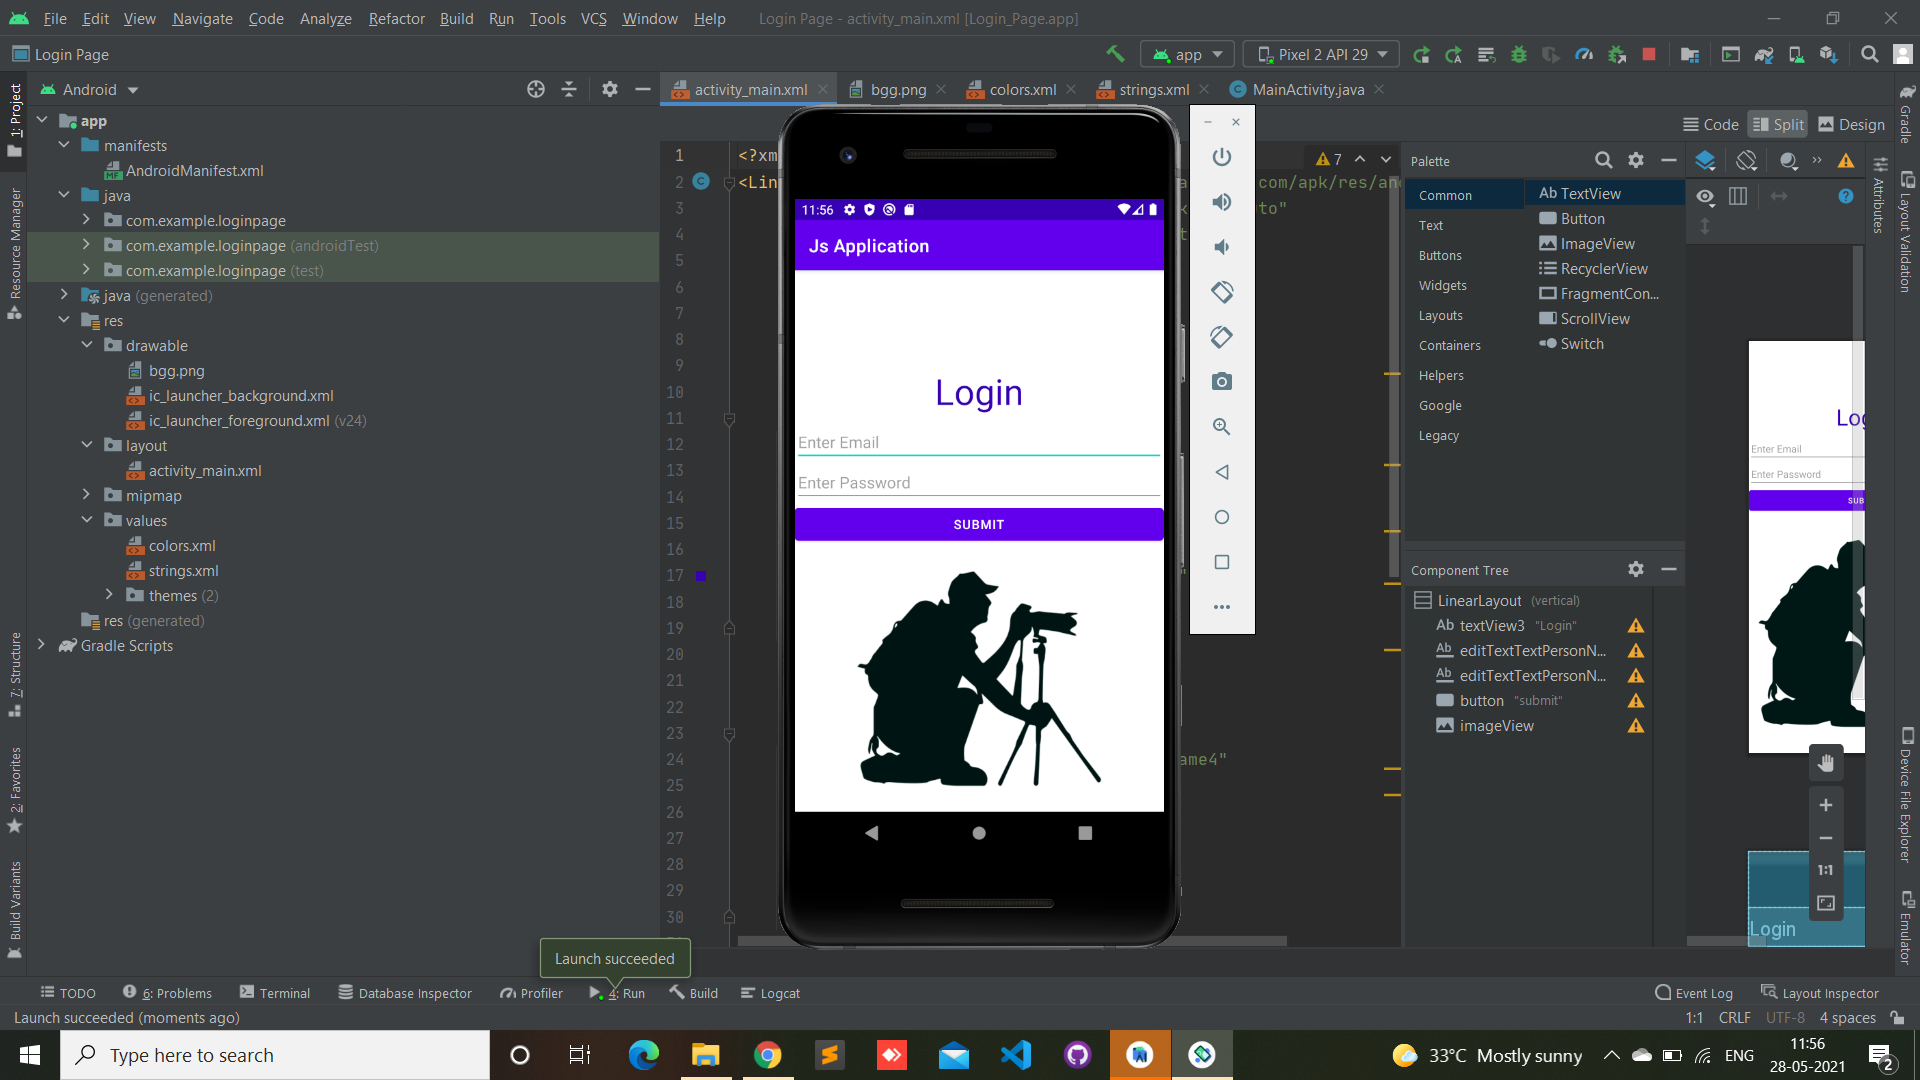 File Edit View Navigate Code Analyze Refactor Build Run Tools VCS Window Help Login Page - activity_main.xml [Login_Page.app]
Login Page app Pixel 2 API 29
Android activity_main.xml bgg.png colors.xml strings.xml MainActivity.java
Code Split Design
1: Project
Resource Manager
7: Structure
2: Favorites
Build Variants
app
manifests
AndroidManifest.xml
java
com.example.loginpage
com.example.loginpage (androidTest)
com.example.loginpage (test)
java (generated)
res
drawable
bgg.png
ic_launcher_background.xml
ic_launcher_foreground.xml (v24)
layout
activity_main.xml
mipmap
values
colors.xml
strings.xml
themes (2)
res (generated)
Gradle Scripts
1 <?xm
2 <Lin com/apk/res/an
3
4
5
6
7
8
9
10
11
12
13
14
15
16
17
18
19
20
21
22
23
24 ame4"
25
26
27
28
29
30
7
11:56
Js Application
Login
Enter Email
Enter Password
SUBMIT
Palette
Common
Text
Buttons
Widgets
Layouts
Containers
Helpers
Google
Legacy
Ab TextView
Button
ImageView
RecyclerView
FragmentCon...
ScrollView
Switch
Component Tree
LinearLayout (vertical)
Ab textView3 "Login"
Ab editTextTextPersonN...
Ab editTextTextPersonN...
button "submit"
imageView
Log
Enter Email
Enter Password
SUB
1:1
Login
Gradle
Attributes
Layout Validation
Device File Explorer
Emulator
Launch succeeded
TODO 6: Problems Terminal Database Inspector Profiler 4: Run Build Logcat Event Log Layout Inspector
Launch succeeded (moments ago) 1:1 CRLF UTF-8 4 spaces
Type here to search 33°C Mostly sunny ENG 11:56
28-05-2021
2